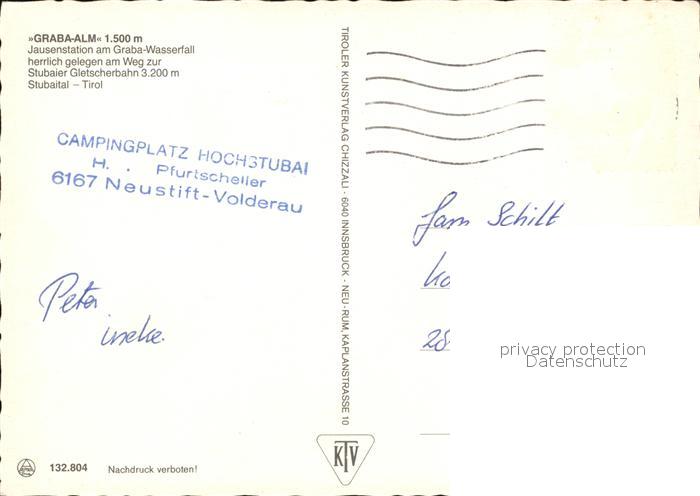 »GRABA-ALM« 1.500 m
Jausenstation am Graba-Wasserfall
herrlich gelegen am Weg zur
Stubaier Gletscherbahn 3.200 m
Stubaital – Tirol
CAMPINGPLATZ HOCHSTUBAI
H. . Pfurtscheller
6167 Neustift-Volderau
Peter
ineke.
132.804 Nachdruck verboten!
TIROLER KUNSTVERLAG CHIZZALI · 6040 INNSBRUCK · NEU-RUM, KAPLANSTRASSE 10
KTV
Fam Schilt
Ko
28
privacy protection
Datenschutz